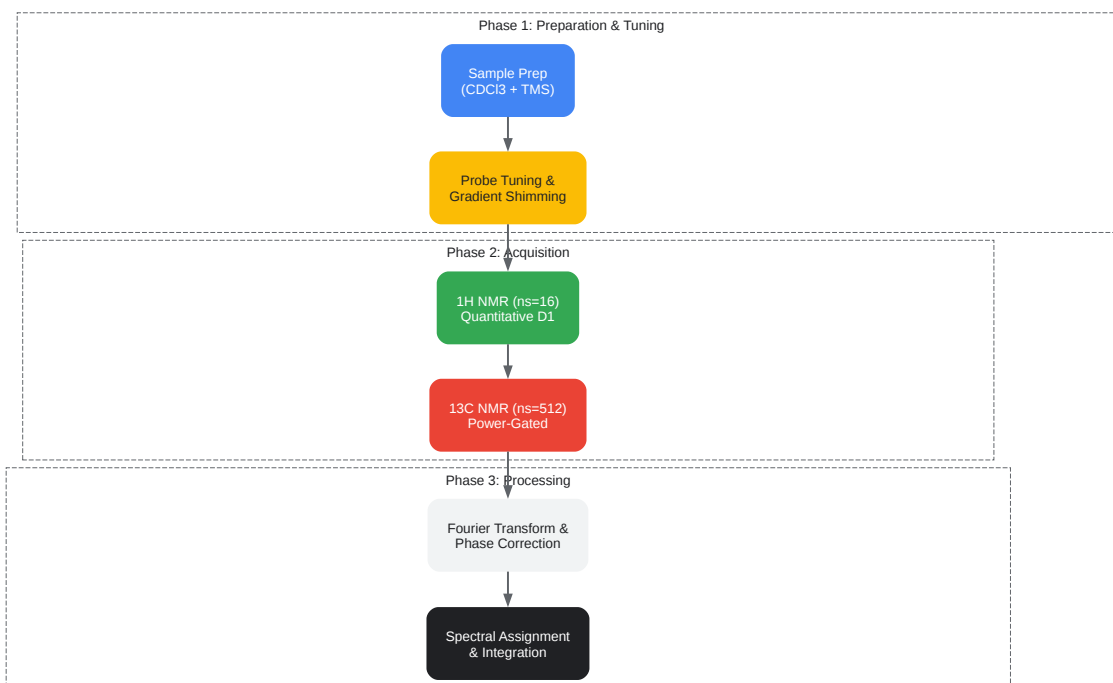 Phase 1: Preparation & Tuning
Sample Prep
(CDCl3 + TMS)
Probe Tuning &
Gradient Shimming
Phase 2: Acquisition
1H NMR (ns=16)
Quantitative D1
13C NMR (ns=512)
Power-Gated
Phase 3: Processing
Fourier Transform &
Phase Correction
Spectral Assignment
& Integration